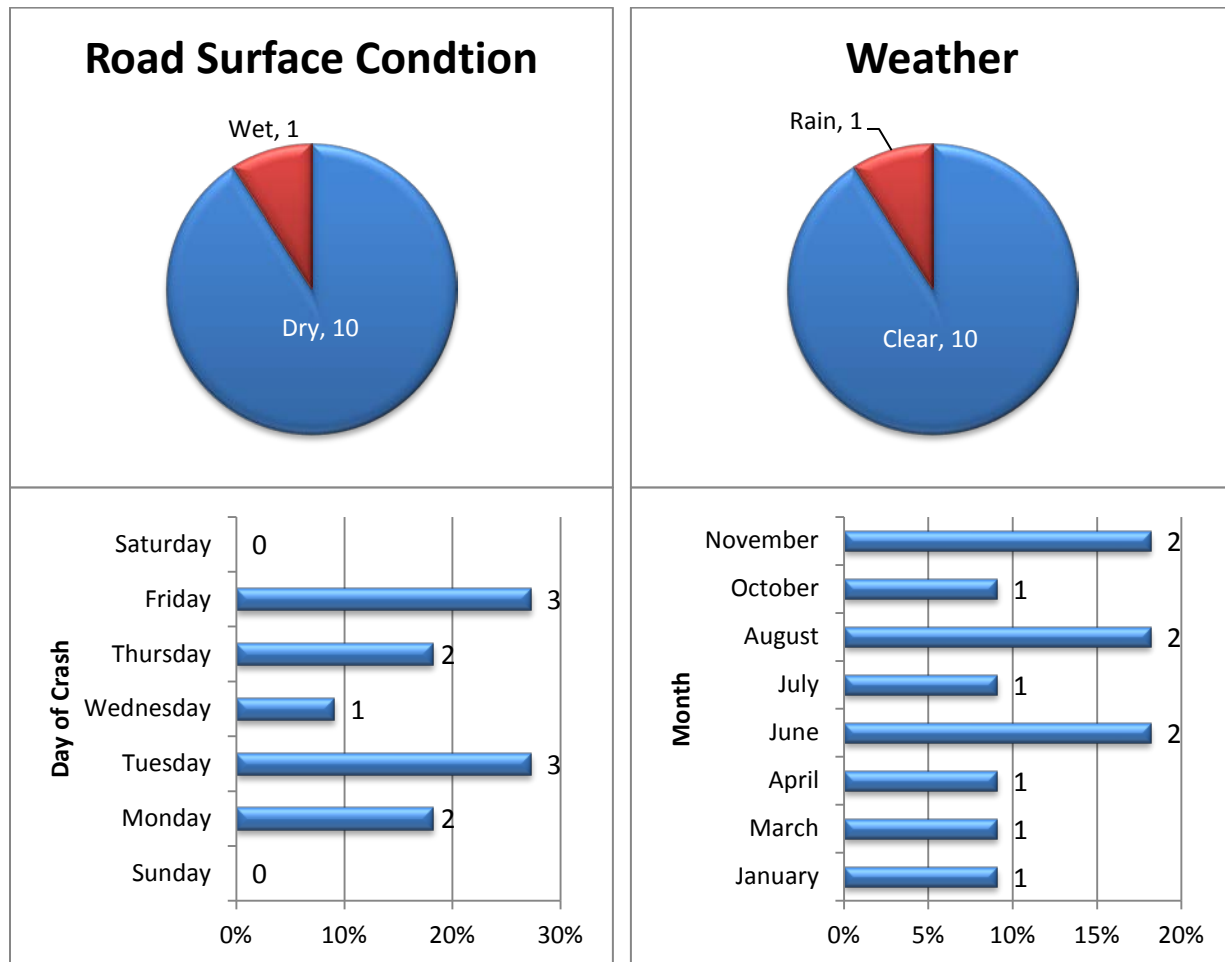 Road Surface Condtion
Wet, 1
Dry, 10
Weather
Rain, 1
Clear, 10
Day of Crash
Saturday 0
Friday 3
Thursday 2
Wednesday 1
Tuesday 3
Monday 2
Sunday 0
0% 10% 20% 30%
Month
November 2
October 1
August 2
July 1
June 2
April 1
March 1
January 1
0% 5% 10% 15% 20%